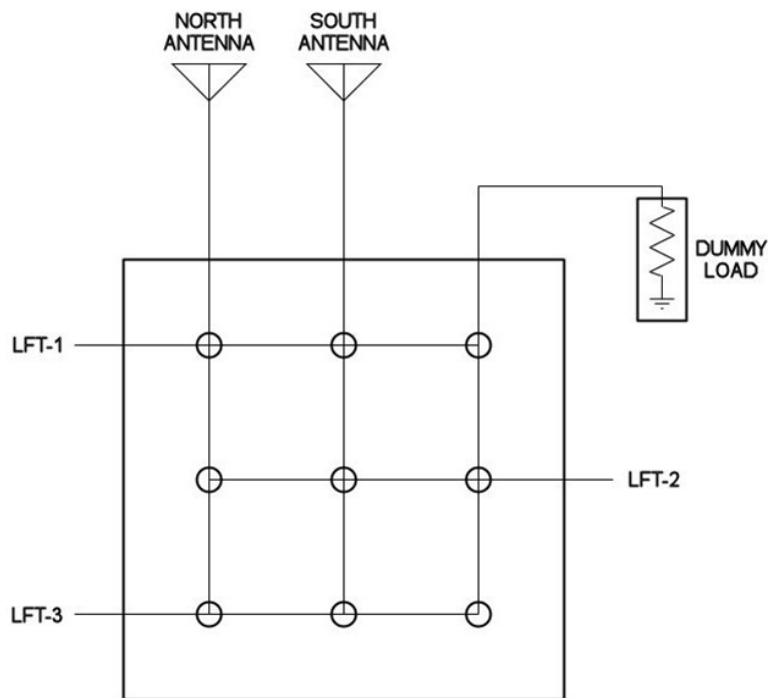 NORTH
ANTENNA
SOUTH
ANTENNA
DUMMY
LOAD
LFT-1
LFT-2
LFT-3